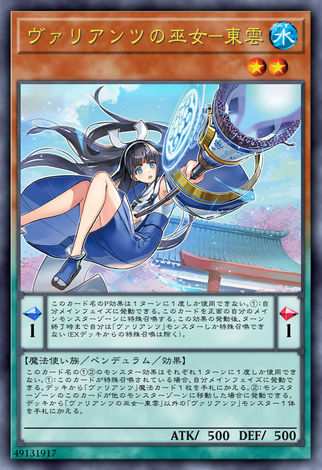 ヴァリアンツの巫女－東雲
水
このカード名のP効果は１ターンに１度しか使用できない。①：自
分メインフェイズに発動できる。このカードを正面の自分のメイ
ンモンスターゾーンに特殊召喚する。この効果の発動後、ターン
終了時まで自分は「ヴァリアンツ」モンスターしか特殊召喚でき
ない（EXデッキからの特殊召喚は除く）。
1
1
【魔法使い族／ペンデュラム／効果】
このカード名の①②のモンスター効果はそれぞれ１ターンに１度しか使用で
きない。①：このカードが特殊召喚されている場合、自分メインフェイズに発動で
きる。デッキから「ヴァリアンツ」魔法カード１枚を手札に加える。②：モンスタ
ーゾーンのこのカードが他のモンスターゾーンに移動した場合に発動できる。
デッキから「ヴァリアンツの巫女－東雲」以外の「ヴァリアンツ」モンスター１体
を手札に加える。
ATK/ 500 DEF/ 500
49131917